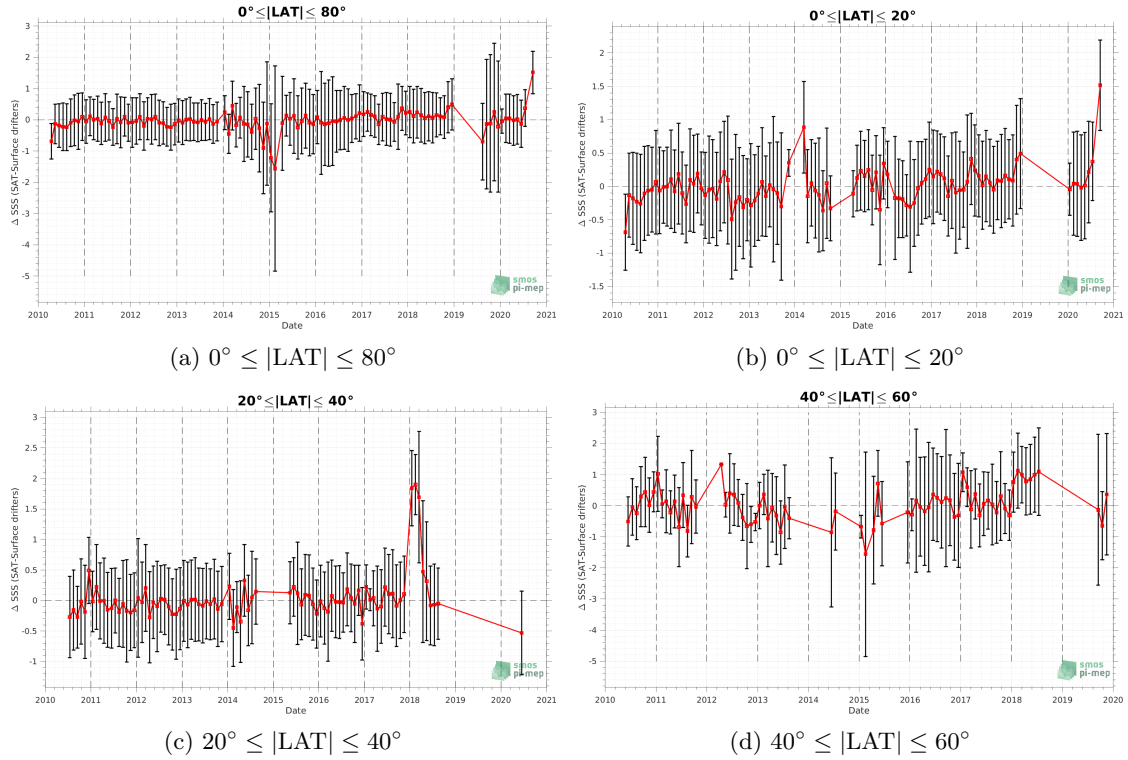 0°≤|LAT|≤ 80°
Δ SSS (SAT-Surface drifters)
3
2
1
0
-1
-2
-3
-4
-5
2010 2011 2012 2013 2014 2015 2016 2017 2018 2019 2020 2021
Date
smos
pi-mep
(a) 0° ≤ |LAT| ≤ 80°
0°≤|LAT|≤ 20°
Δ SSS (SAT-Surface drifters)
2
1.5
1
0.5
0
-0.5
-1
-1.5
2010 2011 2012 2013 2014 2015 2016 2017 2018 2019 2020 2021
Date
smos
pi-mep
(b) 0° ≤ |LAT| ≤ 20°
20°≤|LAT|≤ 40°
Δ SSS (SAT-Surface drifters)
3
2.5
2
1.5
1
0.5
0
-0.5
-1
2011 2012 2013 2014 2015 2016 2017 2018 2019 2020 2021
Date
smos
pi-mep
(c) 20° ≤ |LAT| ≤ 40°
40°≤|LAT|≤ 60°
Δ SSS (SAT-Surface drifters)
3
2
1
0
-1
-2
-3
-4
-5
2010 2011 2012 2013 2014 2015 2016 2017 2018 2019 2020
Date
smos
pi-mep
(d) 40° ≤ |LAT| ≤ 60°